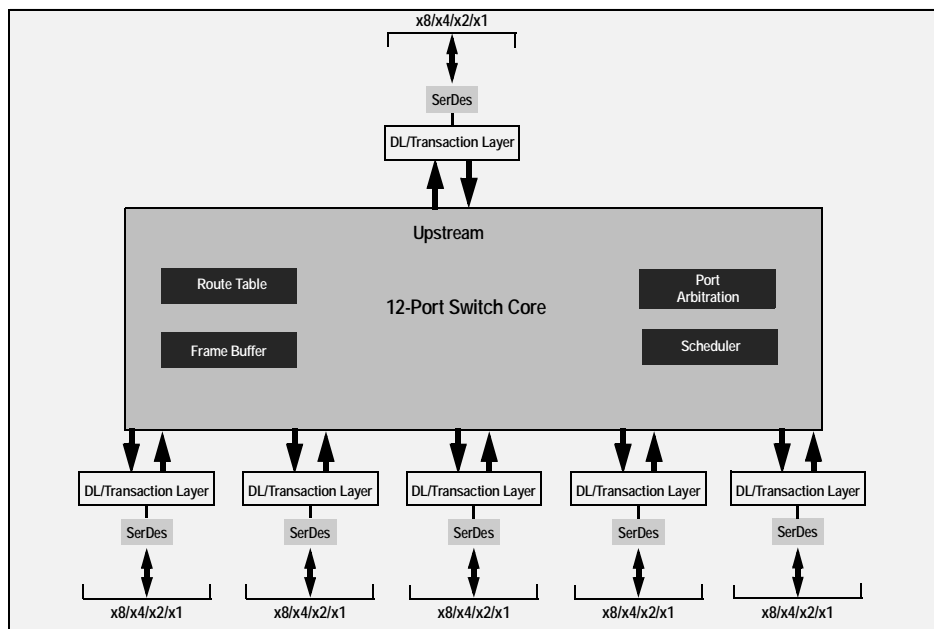 x8/x4/x2/x1
SerDes
DL/Transaction Layer
Upstream
Route Table
Port
Arbitration
12-Port Switch Core
Frame Buffer
Scheduler
DL/Transaction Layer
DL/Transaction Layer
DL/Transaction Layer
DL/Transaction Layer
DL/Transaction Layer
SerDes
SerDes
SerDes
SerDes
SerDes
x8/x4/x2/x1
x8/x4/x2/x1
x8/x4/x2/x1
x8/x4/x2/x1
x8/x4/x2/x1